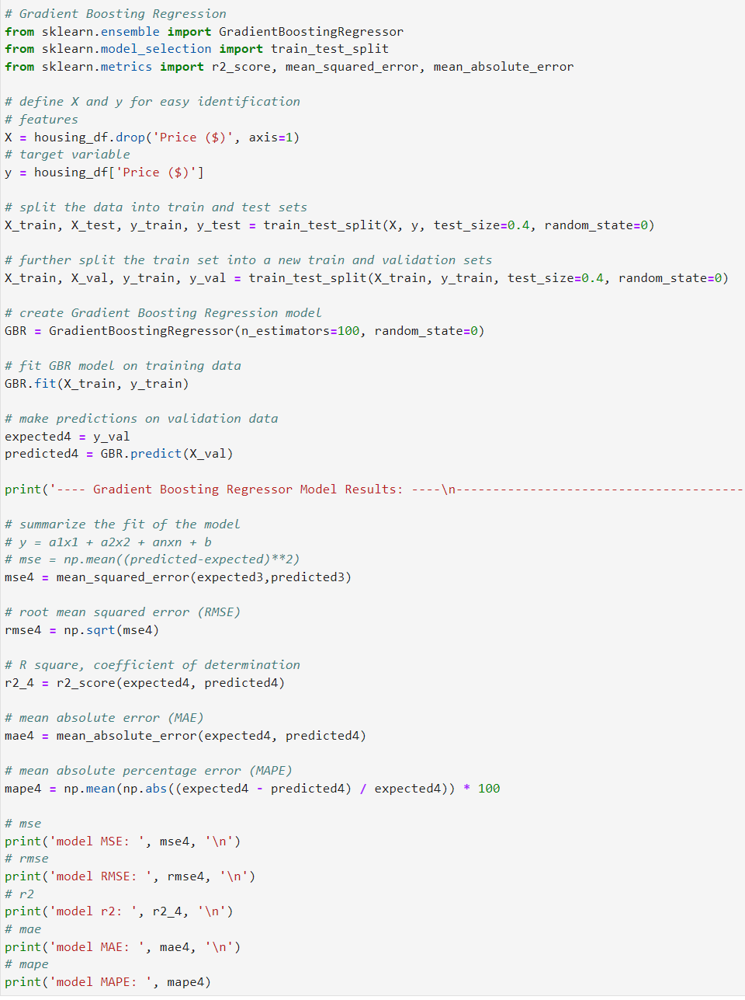 # Gradient Boosting Regression
from sklearn.ensemble import GradientBoostingRegressor
from sklearn.model_selection import train_test_split
from sklearn.metrics import r2_score, mean_squared_error, mean_absolute_error
# define X and y for easy identification
# features
X = housing_df.drop('Price ($)', axis=1)
# target variable
y = housing_df['Price ($)']
# split the data into train and test sets
X_train, X_test, y_train, y_test = train_test_split(X, y, test_size=0.4, random_state=0)
# further split the train set into a new train and validation sets
X_train, X_val, y_train, y_val = train_test_split(X_train, y_train, test_size=0.4, random_state=0)
# create Gradient Boosting Regression model
GBR = GradientBoostingRegressor(n_estimators=100, random_state=0)
# fit GBR model on training data
GBR.fit(X_train, y_train)
# make predictions on validation data
expected4 = y_val
predicted4 = GBR.predict(X_val)
print('---- Gradient Boosting Regressor Model Results: ----\n---------------------------------------
# summarize the fit of the model
# y = a1x1 + a2x2 + anxn + b
# mse = np.mean((predicted-expected)**2)
mse4 = mean_squared_error(expected3,predicted3)
# root mean squared error (RMSE)
rmse4 = np.sqrt(mse4)
# R square, coefficient of determination
r2_4 = r2_score(expected4, predicted4)
# mean absolute error (MAE)
mae4 = mean_absolute_error(expected4, predicted4)
# mean absolute percentage error (MAPE)
mape4 = np.mean(np.abs((expected4 - predicted4) / expected4)) * 100
# mse
print('model MSE: ', mse4, '\n')
# rmse
print('model RMSE: ', rmse4, '\n')
# r2
print('model r2: ', r2_4, '\n')
# mae
print('model MAE: ', mae4, '\n')
# mape
print('model MAPE: ', mape4)